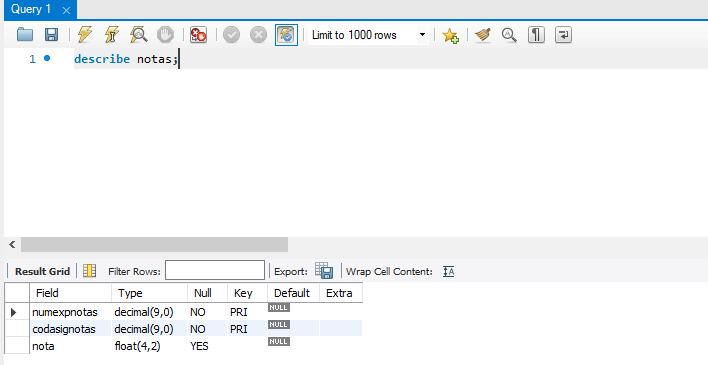 Query 1
Limit to 1000 rows
1 describe notas;
Result Grid Filter Rows: Export: Wrap Cell Content:
Field Type Null Key Default Extra
numexpnotas decimal(9,0) NO PRI NULL
codasignotas decimal(9,0) NO PRI NULL
nota float(4,2) YES NULL